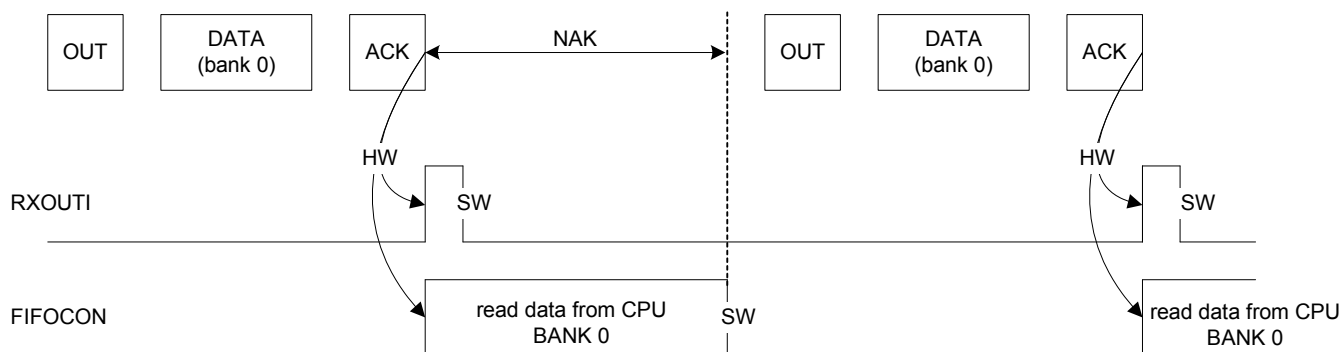 OUT
DATA
(bank 0)
ACK
NAK
OUT
DATA
(bank 0)
ACK
HW
HW
RXOUTI
SW
SW
FIFOCON
read data from CPU
BANK 0
SW
read data from CPU
BANK 0